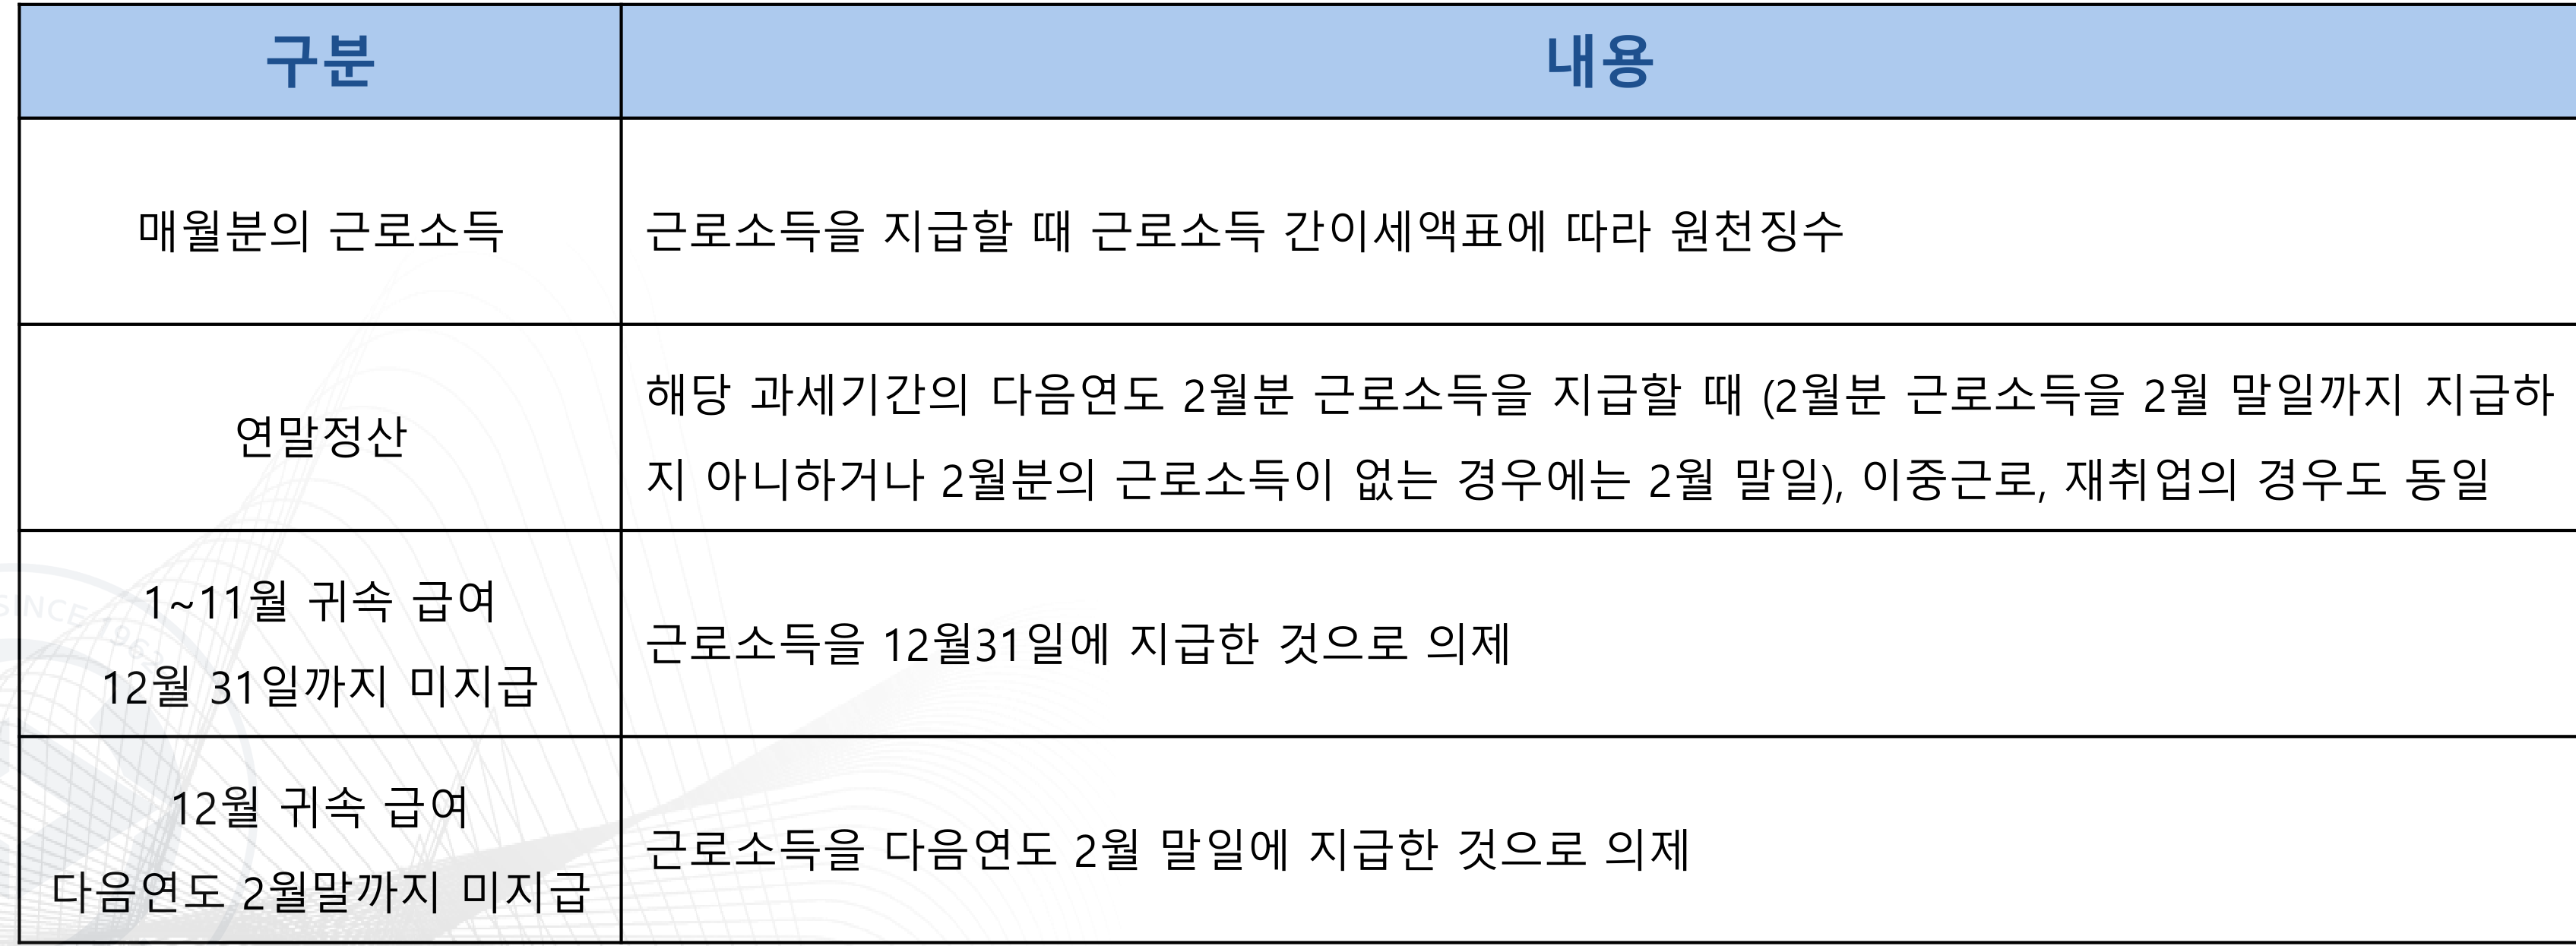 구분
내용
매월분의 근로소득
근로소득을 지급할 때 근로소득 간이세액표에 따라 원천징수
연말정산
해당 과세기간의 다음연도 2월분 근로소득을 지급할 때 (2월분 근로소득을 2월 말일까지 지급하
지 아니하거나 2월분의 근로소득이 없는 경우에는 2월 말일), 이중근로, 재취업의 경우도 동일
1~11월 귀속 급여
12월 31일까지 미지급
근로소득을 12월31일에 지급한 것으로 의제
12월 귀속 급여
다음연도 2월말까지 미지급
근로소득을 다음연도 2월 말일에 지급한 것으로 의제
SINCE